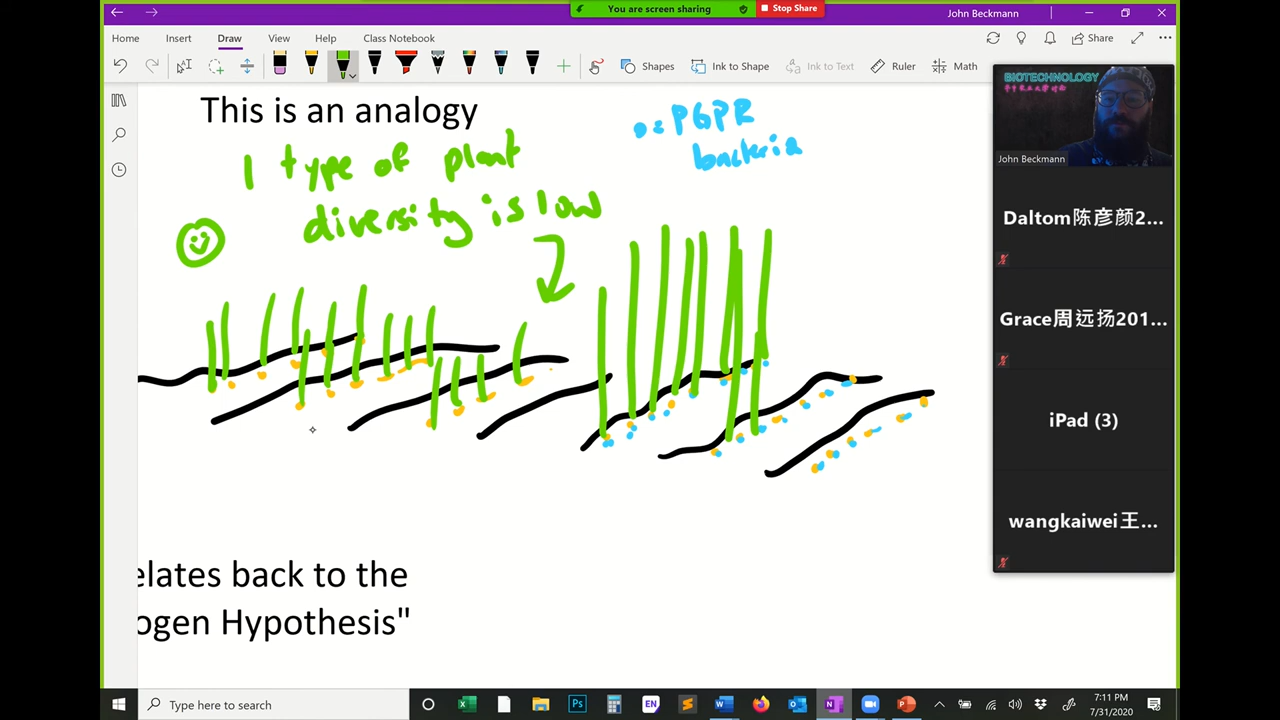 You are screen sharing
Stop Share
John Beckmann
Home Insert Draw View Help Class Notebook
Share
Shapes
Ink to Shape
Ink to Text
Ruler
Math
This is an analogy
1 type of plant
diversity is low
= PGPR
bacteria
elates back to the
ogen Hypothesis"
BIOTECHNOLOGY
John Beckmann
Daltom陈彦颜2...
Grace周远扬201...
iPad (3)
wangkaiwei王...
Type here to search
EN
7:11 PM
7/31/2020